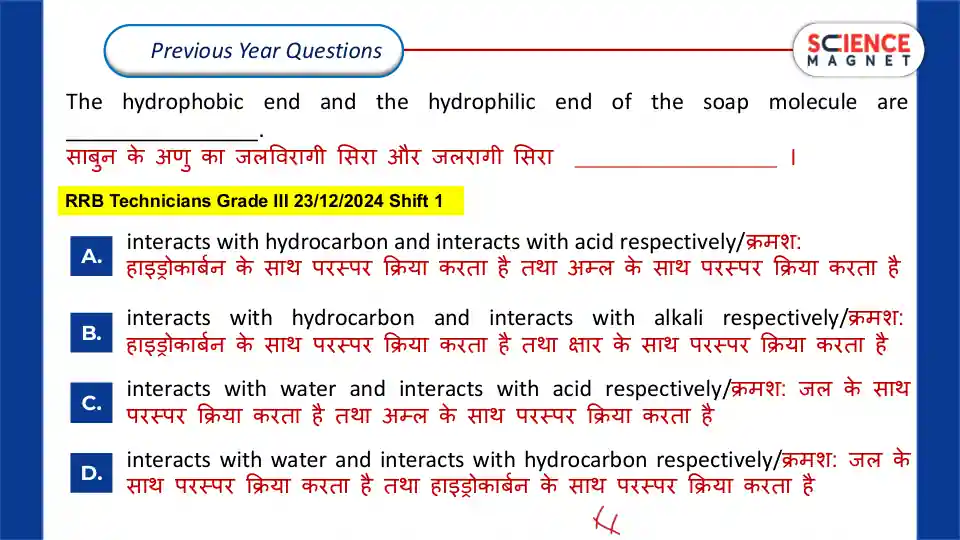 Previous Year Questions
SCIENCE
MAGNET
The hydrophobic end and the hydrophilic end of the soap molecule are
_________________.
साबुन के अणु का जलविरागी सिरा और जलरागी सिरा _________________ ।
RRB Technicians Grade III 23/12/2024 Shift 1
A. interacts with hydrocarbon and interacts with acid respectively/क्रमश:
हाइड्रोकार्बन के साथ परस्पर क्रिया करता है तथा अम्ल के साथ परस्पर क्रिया करता है
B. interacts with hydrocarbon and interacts with alkali respectively/क्रमश:
हाइड्रोकार्बन के साथ परस्पर क्रिया करता है तथा क्षार के साथ परस्पर क्रिया करता है
C. interacts with water and interacts with acid respectively/क्रमश: जल के साथ
परस्पर क्रिया करता है तथा अम्ल के साथ परस्पर क्रिया करता है
D. interacts with water and interacts with hydrocarbon respectively/क्रमश: जल के
साथ परस्पर क्रिया करता है तथा हाइड्रोकार्बन के साथ परस्पर क्रिया करता है